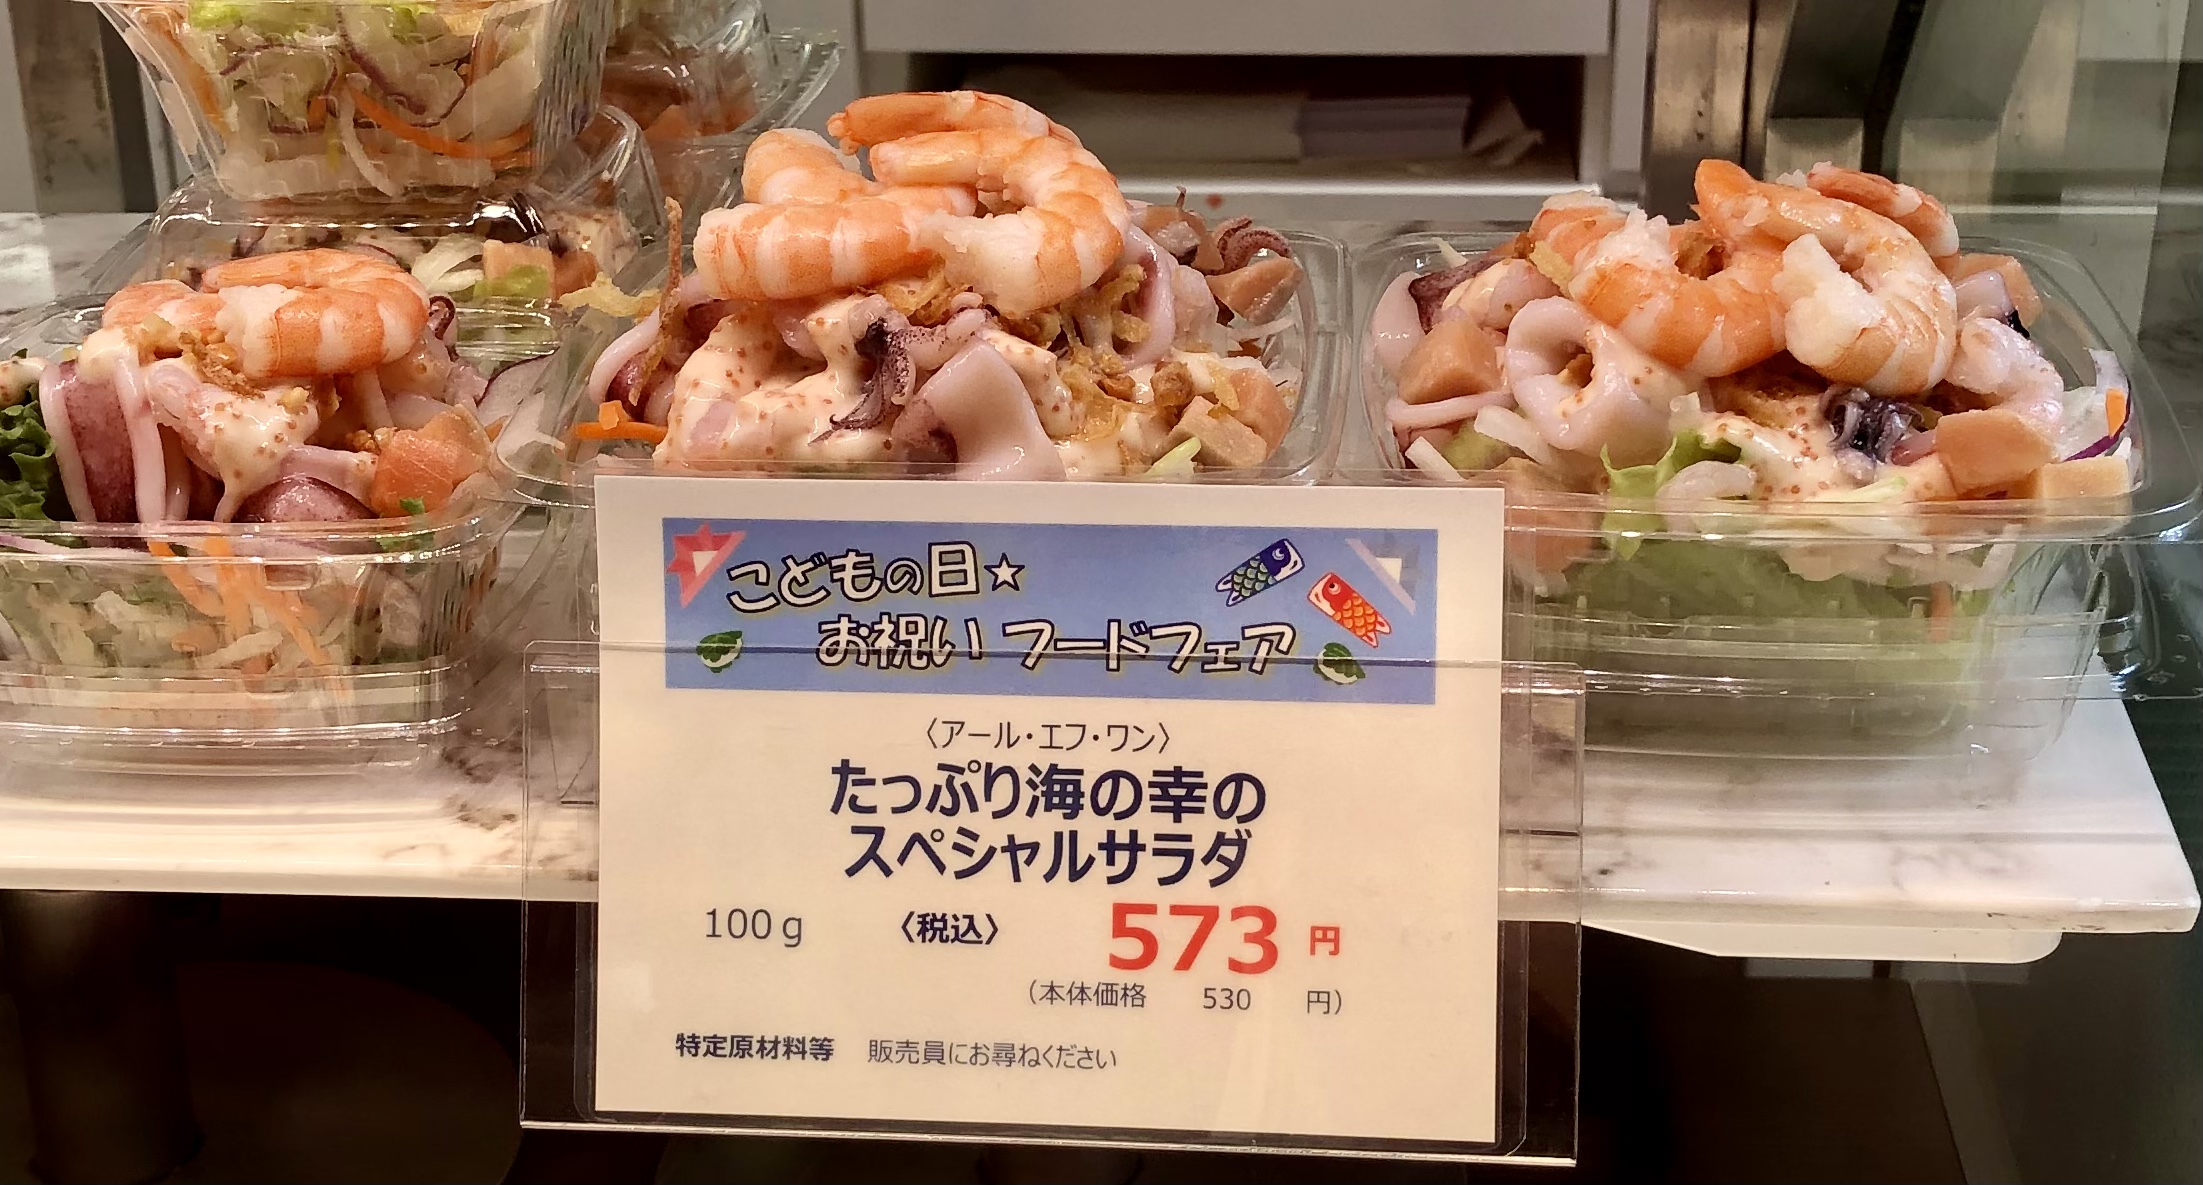 こどもの日☆
お祝い フードフェア
〈アール・エフ・ワン〉
たっぷり海の幸の
スペシャルサラダ
100g 〈税込〉 573 円
（本体価格 530 円）
特定原材料等 販売員にお尋ねください